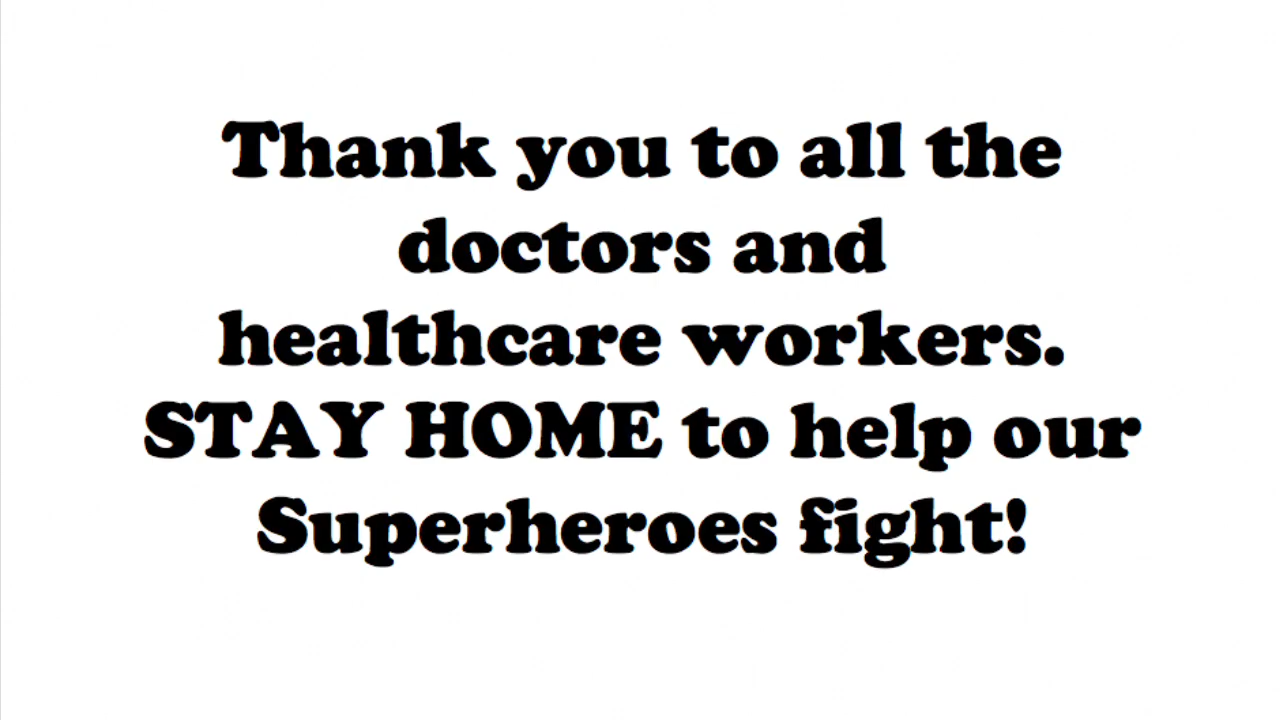 Thank you to all the
doctors and
healthcare workers.
STAY HOME to help our
Superheroes fight!